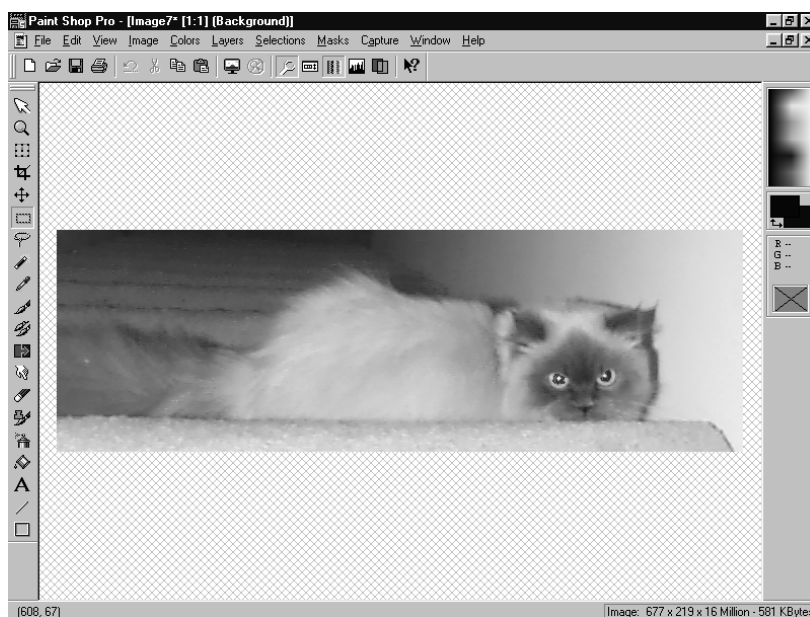 Paint Shop Pro - [Image7* [1:1] (Background)]
File Edit View Image Colors Layers Selections Masks Capture Window Help
A
R --
G --
B --
(608, 67)
Image: 677 x 219 x 16 Million - 581 KBytes